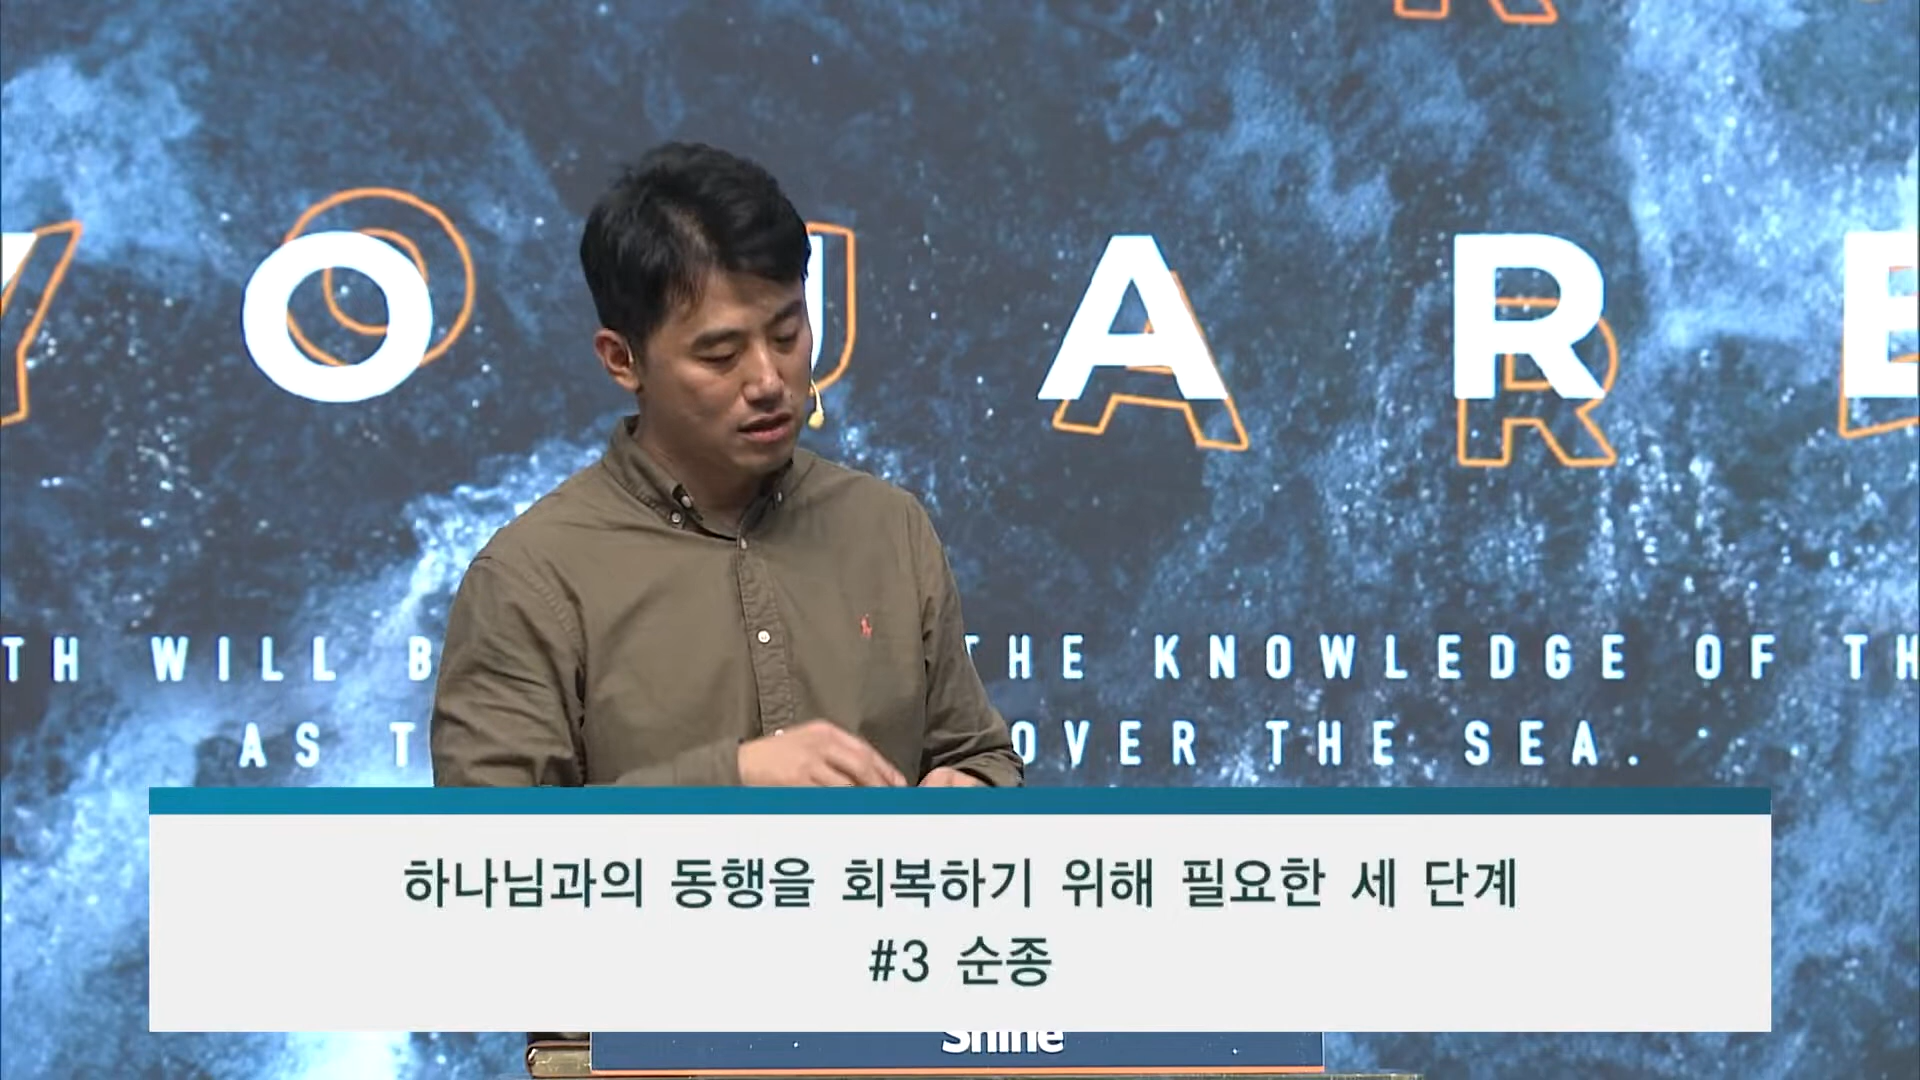 YOU ARE
TH WILL B THE KNOWLEDGE OF TH
AS T OVER THE SEA.
하나님과의 동행을 회복하기 위해 필요한 세 단계
#3 순종
Shine